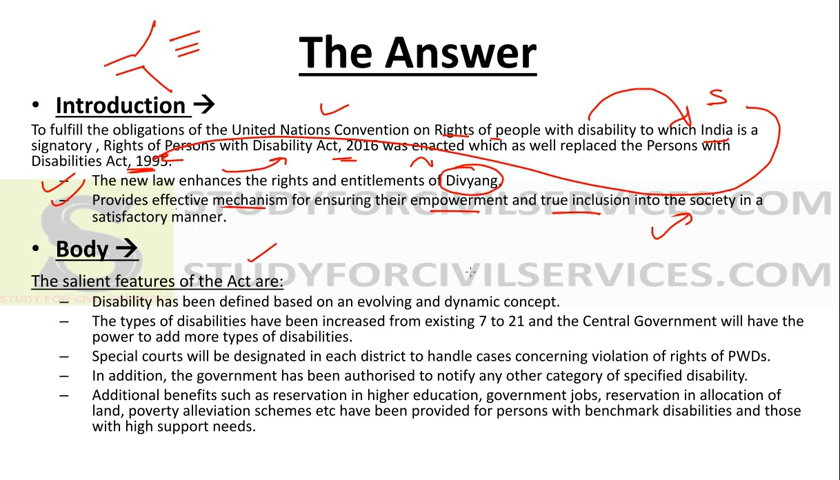 The Answer
• Introduction →
To fulfill the obligations of the United Nations Convention on Rights of people with disability to which India is a
signatory , Rights of Persons with Disability Act, 2016 was enacted which as well replaced the Persons with
Disabilities Act, 1995.
– The new law enhances the rights and entitlements of Divyang.
– Provides effective mechanism for ensuring their empowerment and true inclusion into the society in a
satisfactory manner.
STUDYFORCIVILSERVICES.COM
• Body →
STUDYFORCIVILSERVICES.COM
The salient features of the Act are:
– Disability has been defined based on an evolving and dynamic concept.
– The types of disabilities have been increased from existing 7 to 21 and the Central Government will have the
power to add more types of disabilities.
– Special courts will be designated in each district to handle cases concerning violation of rights of PWDs.
– In addition, the government has been authorised to notify any other category of specified disability.
– Additional benefits such as reservation in higher education, government jobs, reservation in allocation of
land, poverty alleviation schemes etc have been provided for persons with benchmark disabilities and those
with high support needs.